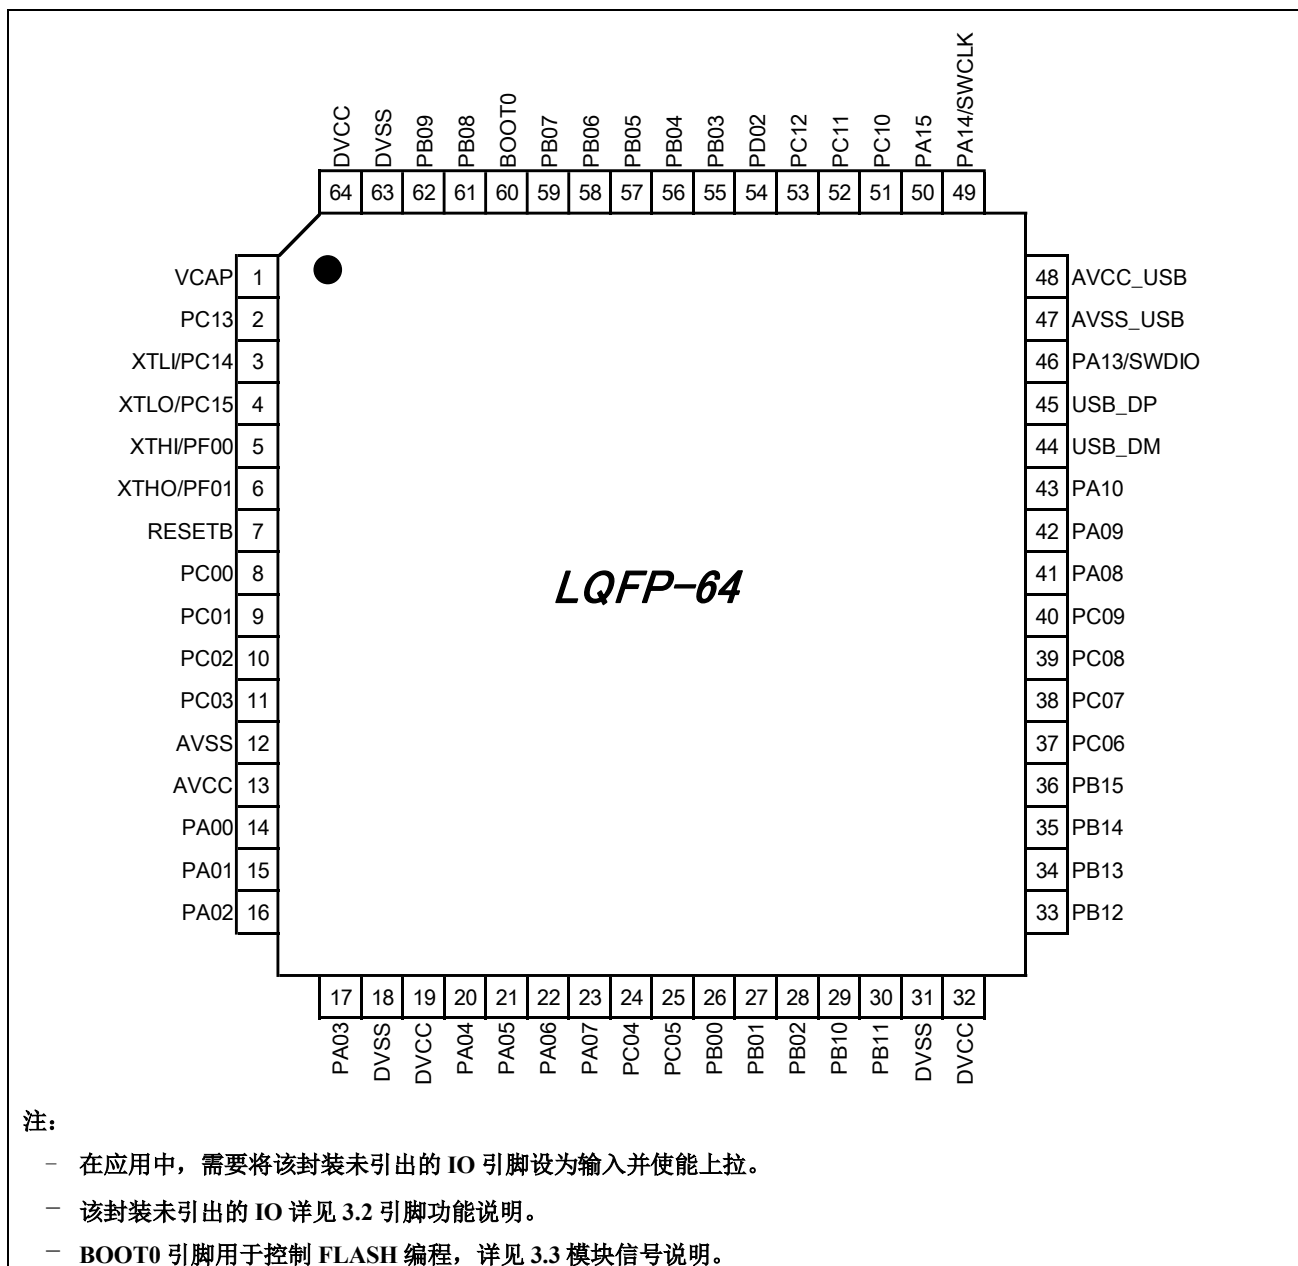 DVCC DVSS PB09 PB08 BOOT0 PB07 PB06 PB05 PB04 PB03 PD02 PC12 PC11 PC10 PA15 PA14/SWCLK
64 63 62 61 60 59 58 57 56 55 54 53 52 51 50 49
VCAP 1 48 AVCC_USB
PC13 2 47 AVSS_USB
XTLI/PC14 3 46 PA13/SWDIO
XTLO/PC15 4 45 USB_DP
XTHI/PF00 5 44 USB_DM
XTHO/PF01 6 43 PA10
RESETB 7 42 PA09
PC00 8 41 PA08
LQFP-64
PC01 9 40 PC09
PC02 10 39 PC08
PC03 11 38 PC07
AVSS 12 37 PC06
AVCC 13 36 PB15
PA00 14 35 PB14
PA01 15 34 PB13
PA02 16 33 PB12
17 18 19 20 21 22 23 24 25 26 27 28 29 30 31 32
PA03 DVSS DVCC PA04 PA05 PA06 PA07 PC04 PC05 PB00 PB01 PB02 PB10 PB11 DVSS DVCC
注：
– 在应用中，需要将该封装未引出的 IO 引脚设为输入并使能上拉。
– 该封装未引出的 IO 详见 3.2 引脚功能说明。
– BOOT0 引脚用于控制 FLASH 编程，详见 3.3 模块信号说明。